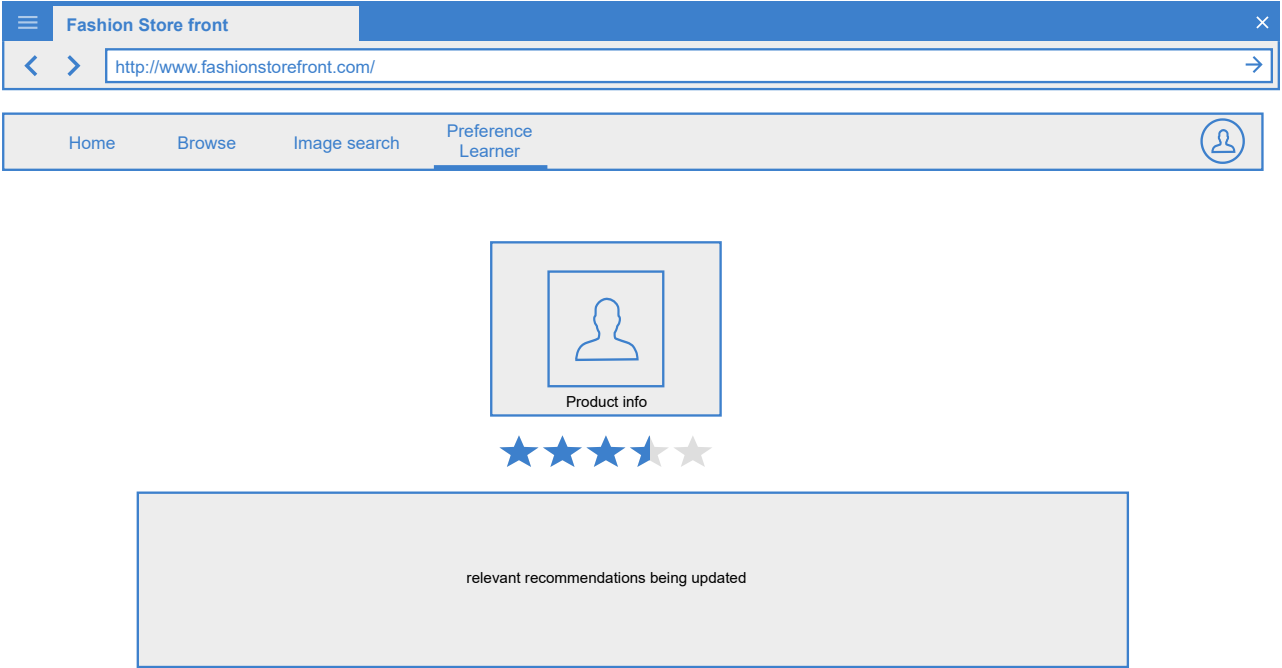 Fashion Store front
http://www.fashionstorefront.com/
Home
Browse
Image search
Preference
Learner
Product info
relevant recommendations being updated